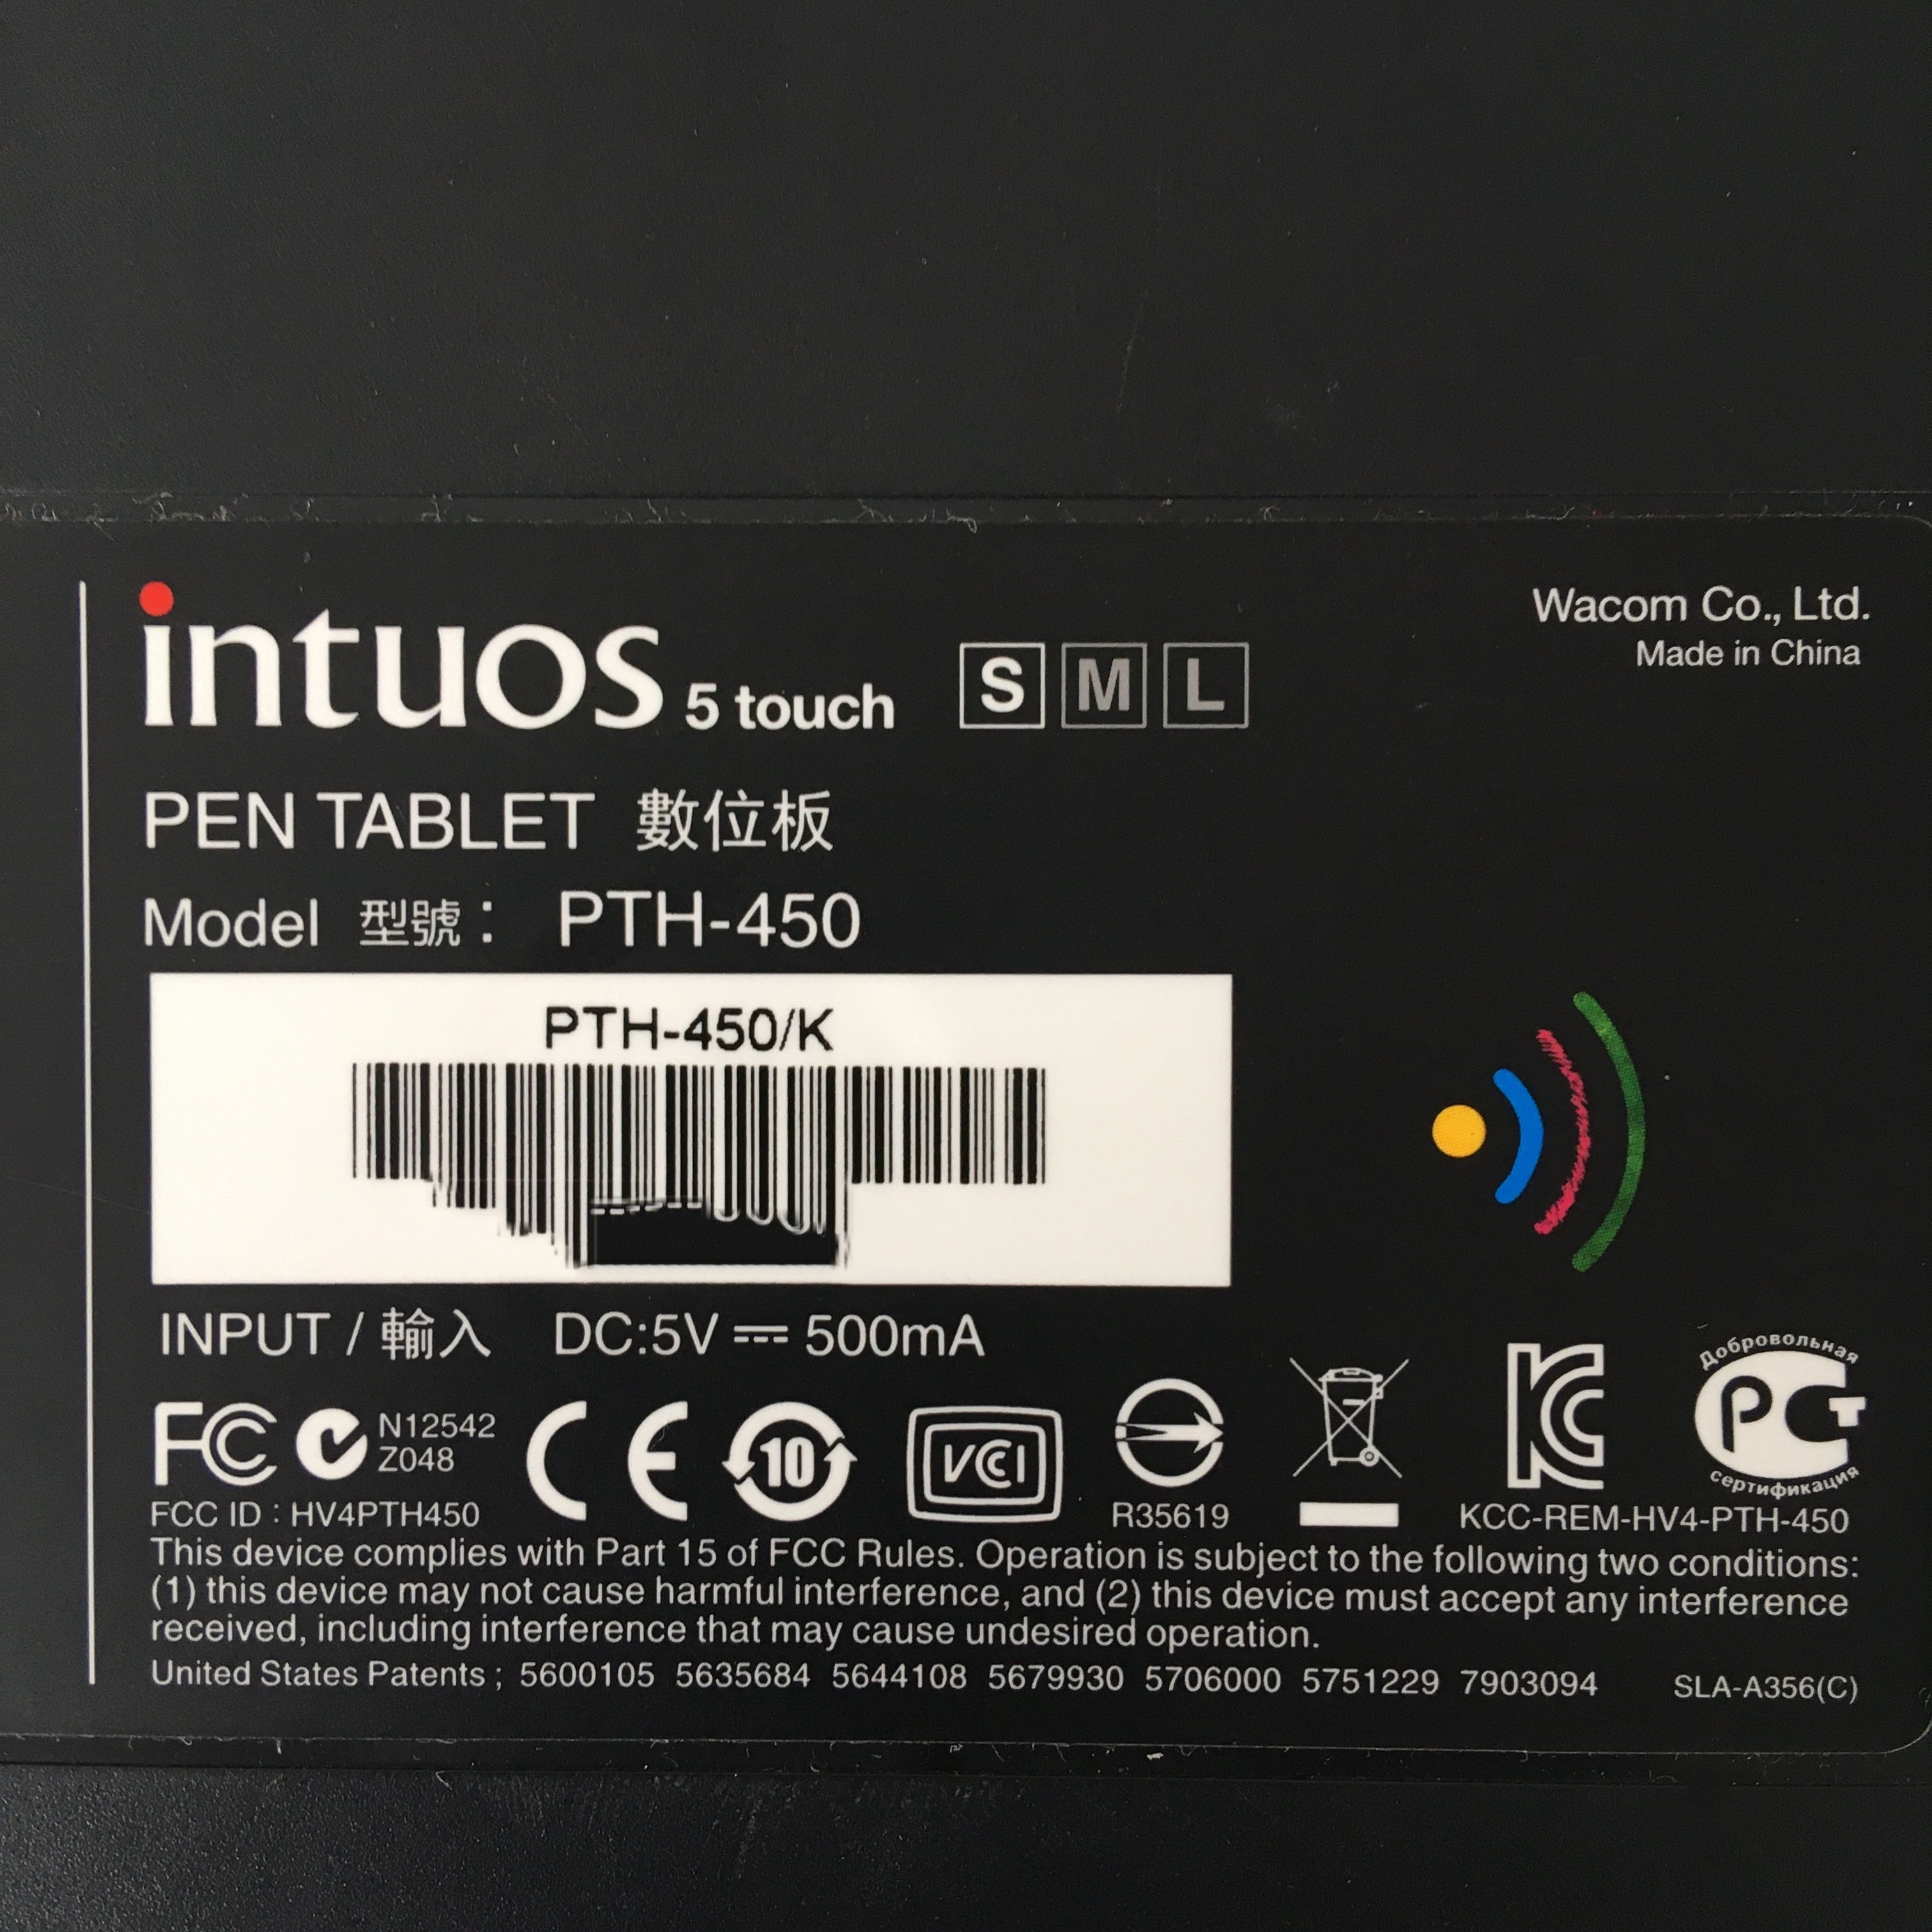 intuos 5 touch S M L
Wacom Co., Ltd.
Made in China
PEN TABLET 數位板
Model 型號： PTH-450
PTH-450/K
INPUT / 輸入 DC:5V ⎓ 500mA
FC N12542
Z048
CE 10 VCCI
FCC ID : HV4PTH450
R35619
KC
KCC-REM-HV4-PTH-450
Добровольная
РСТ
сертификация
This device complies with Part 15 of FCC Rules. Operation is subject to the following two conditions:
(1) this device may not cause harmful interference, and (2) this device must accept any interference
received, including interference that may cause undesired operation.
United States Patents ; 5600105 5635684 5644108 5679930 5706000 5751229 7903094 SLA-A356(C)